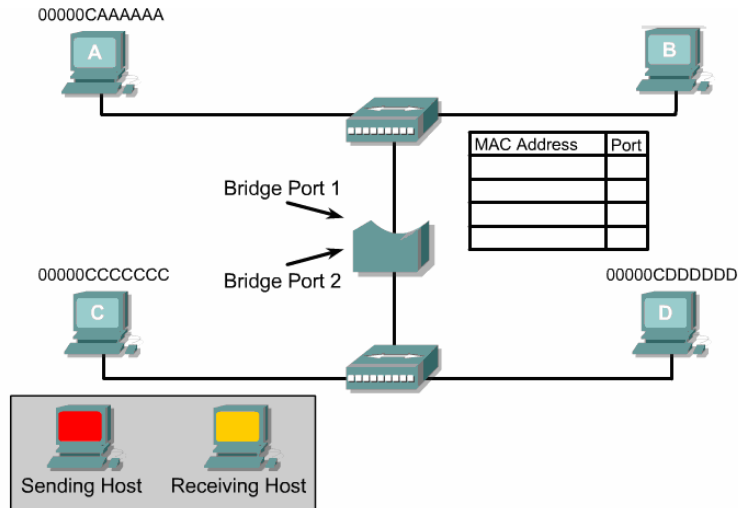 00000CAAAAAA
A
B
MAC Address Port
Bridge Port 1
Bridge Port 2
00000CCCCCCC
00000CDDDDDD
C
D
Sending Host
Receiving Host